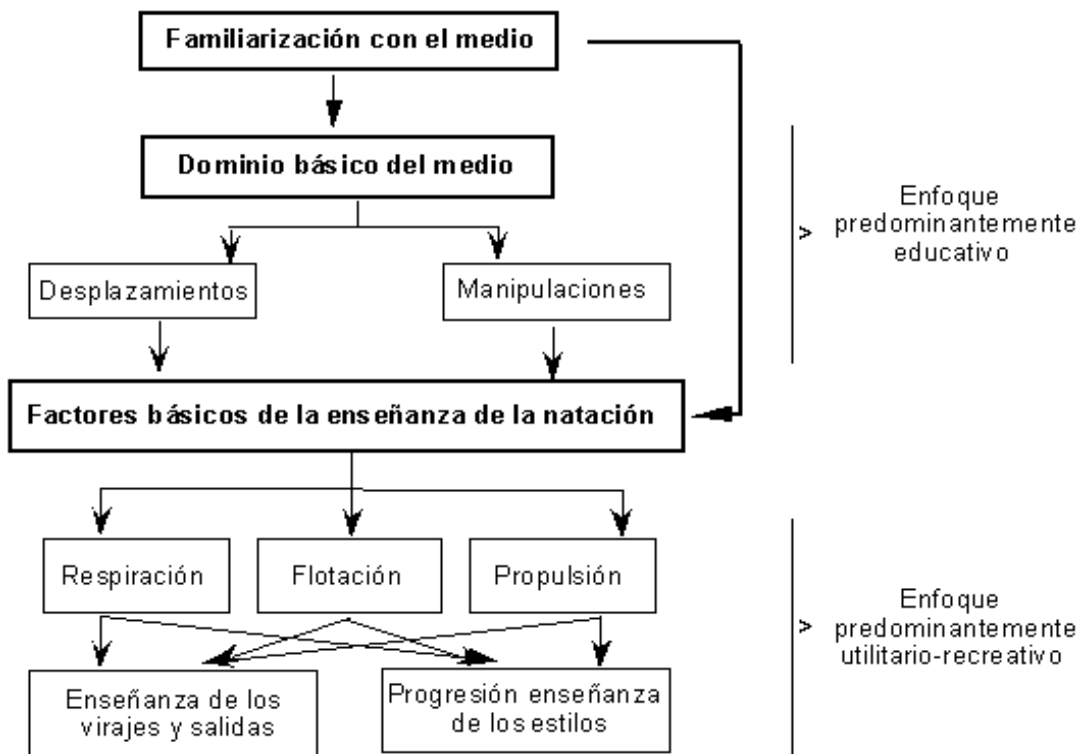 Familiarización con el medio
Dominio básico del medio
Desplazamientos
Manipulaciones
>
Enfoque
predominantemente
educativo
Factores básicos de la enseñanza de la natación
Respiración
Flotación
Propulsión
Enseñanza de los
virajes y salidas
Progresión enseñanza
de los estilos
>
Enfoque
predominantemente
utilitario-recreativo